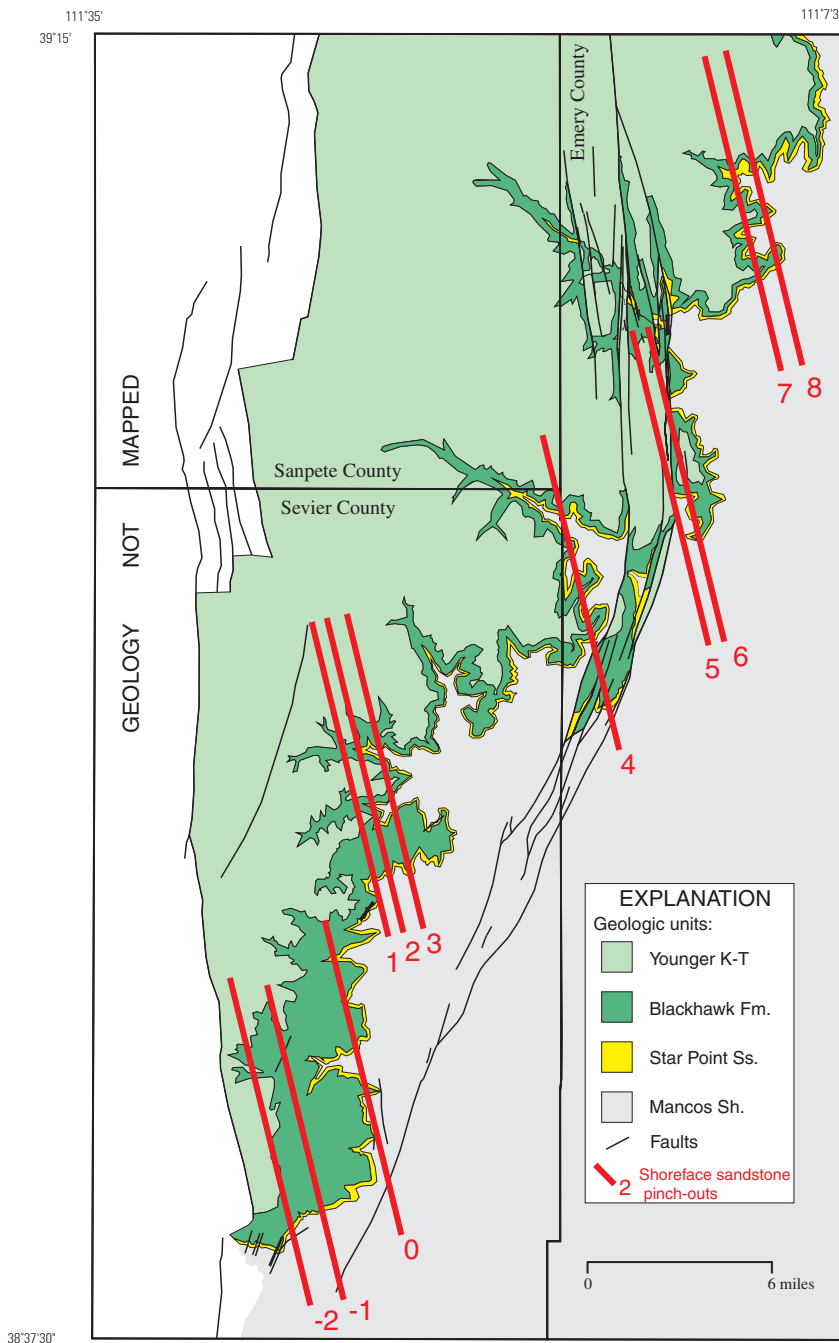 111°35'
111°7'3
39°15'
Emery County
7
8
MAPPED
Sanpete County
Sevier County
NOT
5
6
4
GEOLOGY
1
2
3
EXPLANATION
Geologic units:
Younger K-T
Blackhawk Fm.
Star Point Ss.
Mancos Sh.
Faults
2 Shoreface sandstone
pinch-outs
0
-1
-2
0 6 miles
38°37'30"